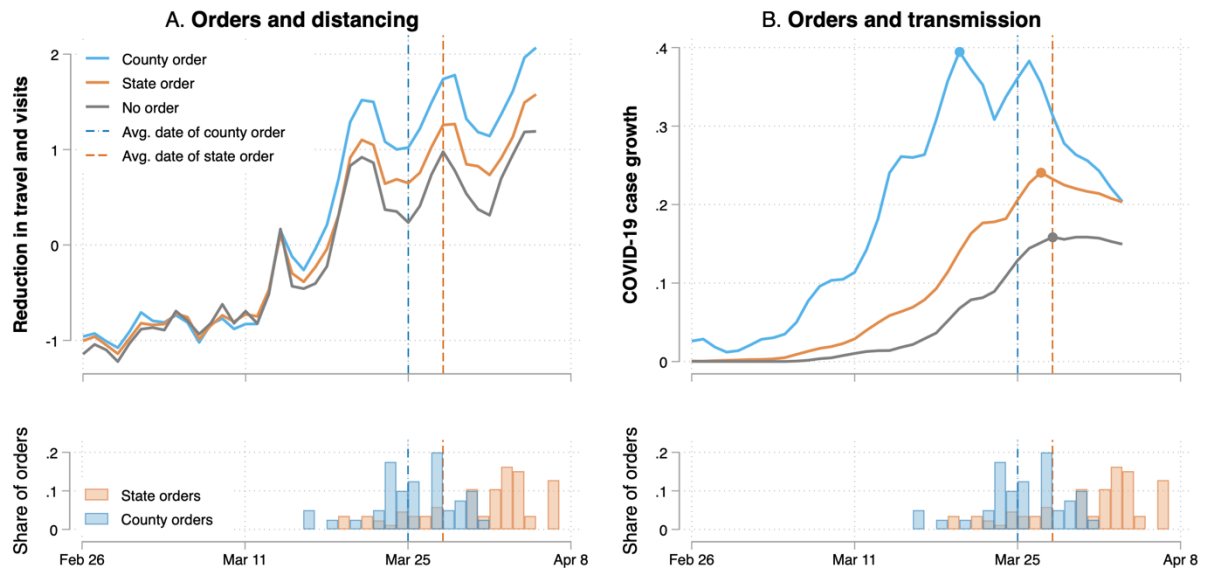 A. Orders and distancing
Reduction in travel and visits
2
1
0
-1
County order
State order
No order
Avg. date of county order
Avg. date of state order
Share of orders
.2
.1
0
State orders
County orders
Feb 26
Mar 11
Mar 25
Apr 8
B. Orders and transmission
COVID-19 case growth
.4
.3
.2
.1
0
Share of orders
.2
.1
0
Feb 26
Mar 11
Mar 25
Apr 8